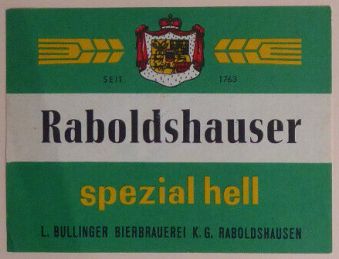 SEIT 1763
Raboldshauser
spezial hell
L. BULLINGER BIERBRAUEREI K. G. RABOLDSHAUSEN